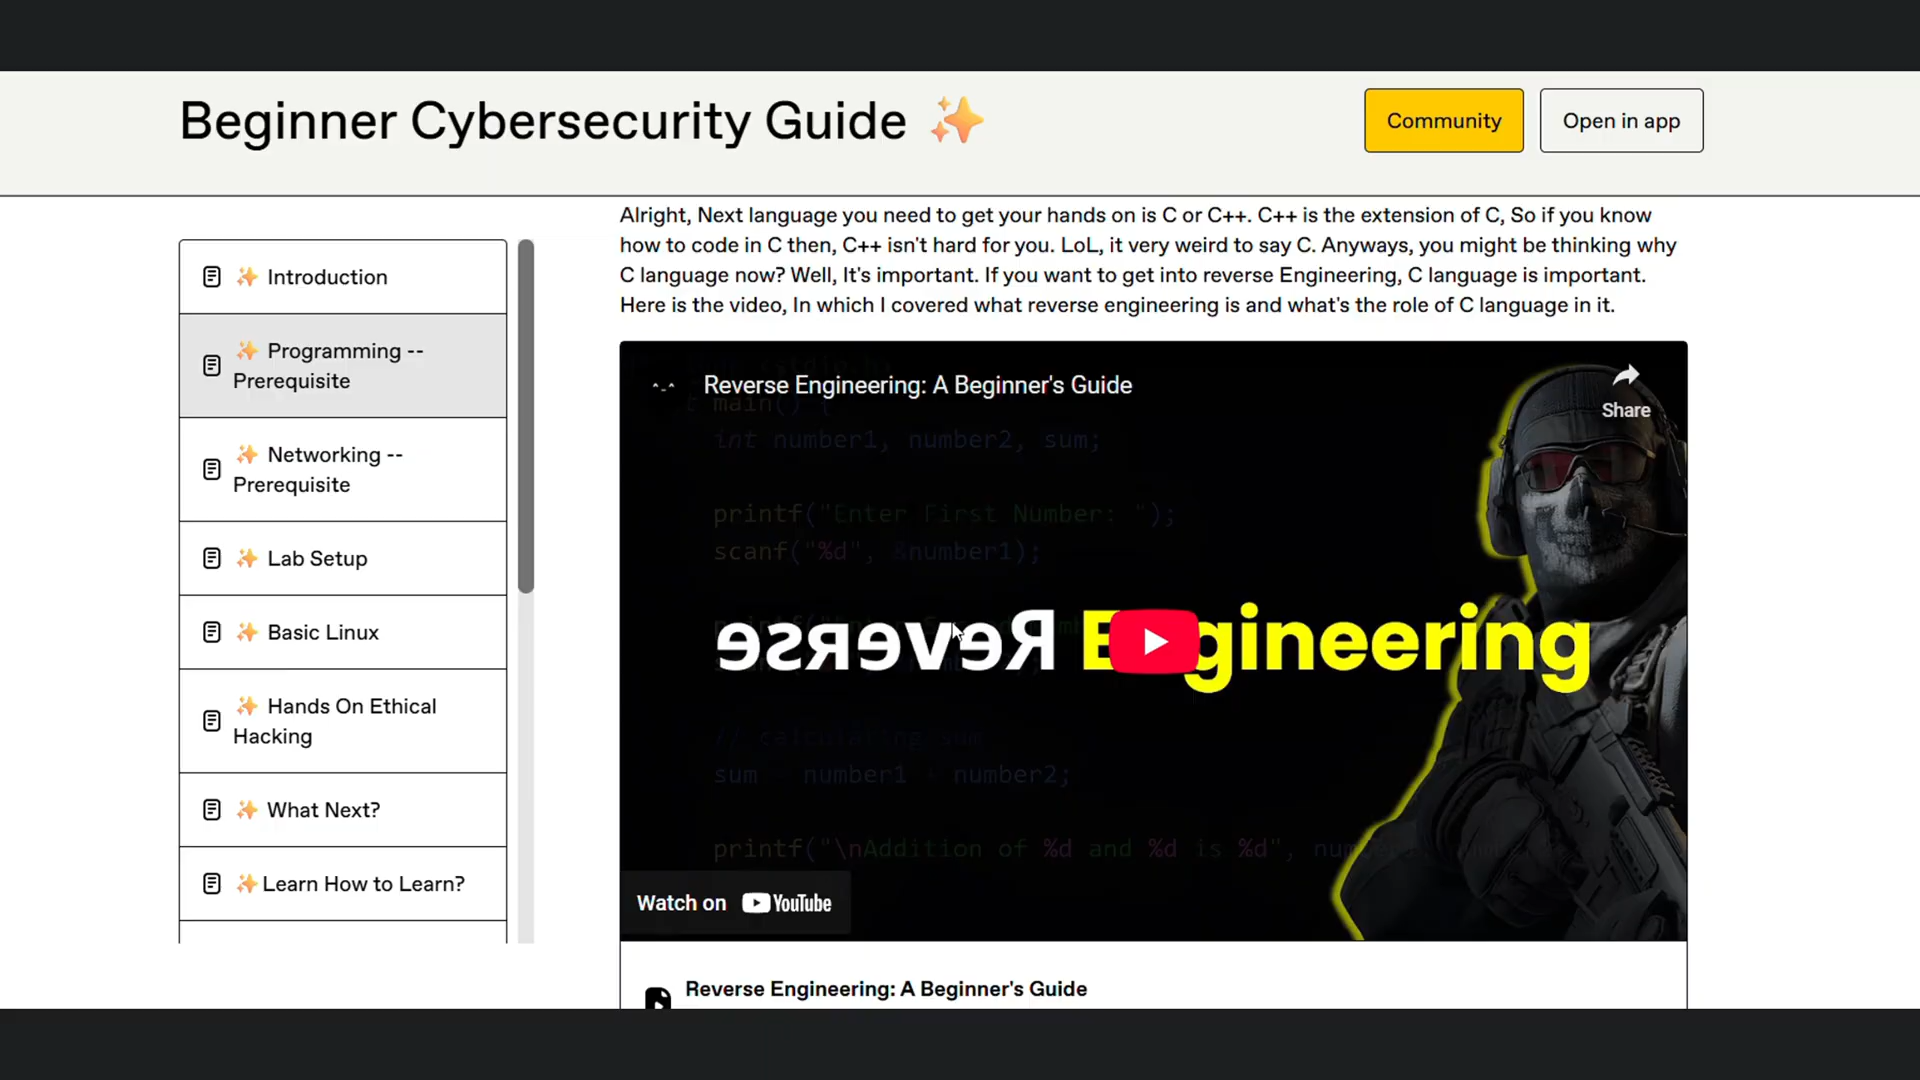 Beginner Cybersecurity Guide ✨
Community
Open in app
✨ Introduction
✨ Programming --
Prerequisite
✨ Networking --
Prerequisite
✨ Lab Setup
✨ Basic Linux
✨ Hands On Ethical
Hacking
✨ What Next?
✨Learn How to Learn?
Alright, Next language you need to get your hands on is C or C++. C++ is the extension of C, So if you know
how to code in C then, C++ isn't hard for you. LoL, it very weird to say C. Anyways, you might be thinking why
C language now? Well, It's important. If you want to get into reverse Engineering, C language is important.
Here is the video, In which I covered what reverse engineering is and what's the role of C language in it.
^_^ Reverse Engineering: A Beginner's Guide
Share
main() {
int number1, number2, sum;
printf("Enter First Number: ");
scanf("%d", &number1);
Reverse Engineering
// calculating sum
sum number1 number2;
printf("\nAddition of %d and %d is %d",
Watch on YouTube
Reverse Engineering: A Beginner's Guide